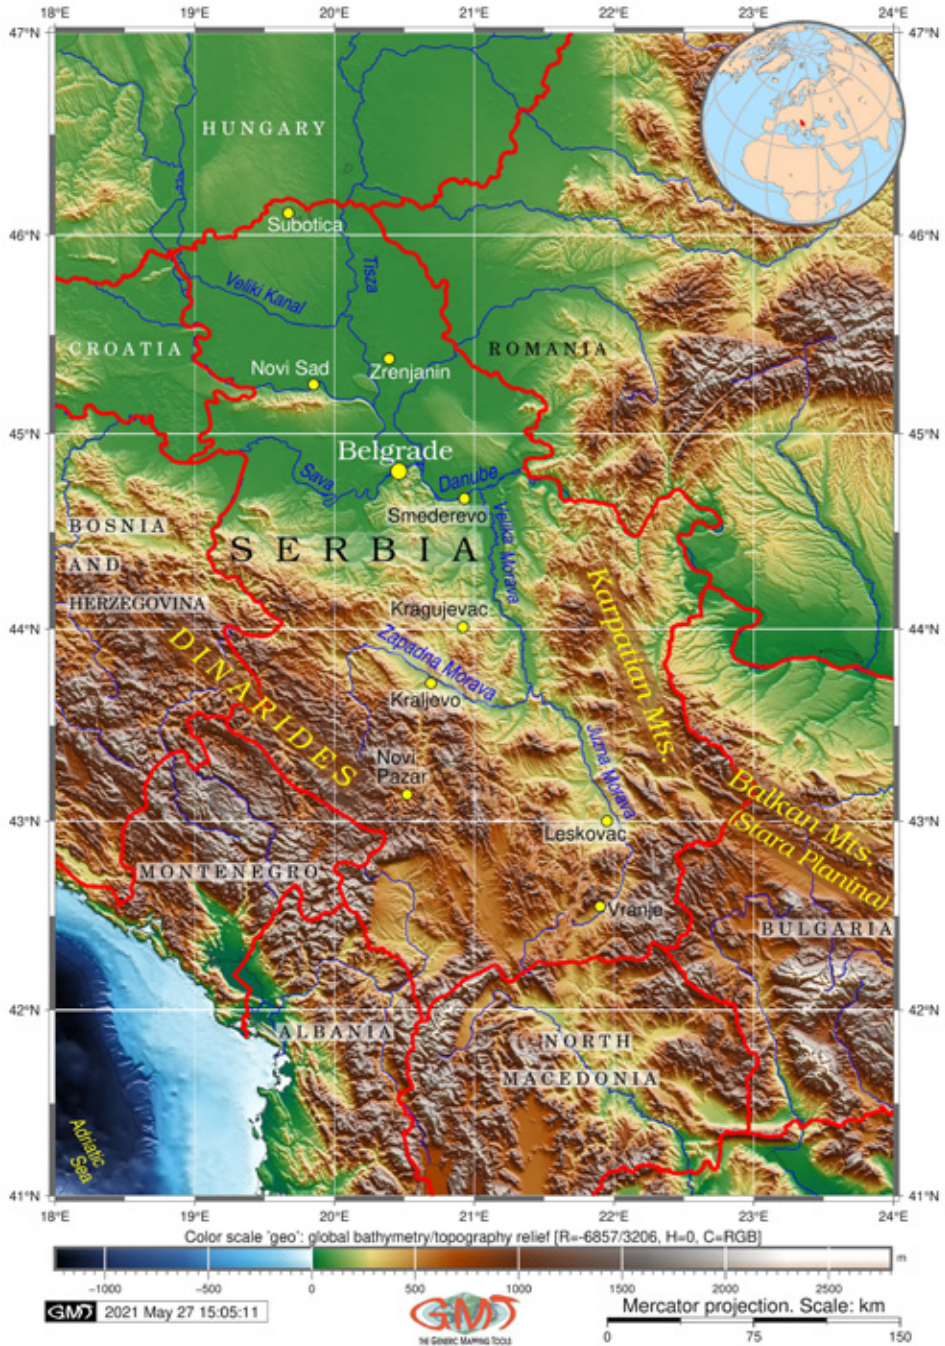 18°E 19°E 20°E 21°E 22°E 23°E 24°E
47°N 47°N
HUNGARY
Subotica
46°N 46°N
Tisza
Veliki Kanal
CROATIA
ROMANIA
Novi Sad
Zrenjanin
45°N 45°N
Belgrade
Sava
Danube
Smederevo
Velika Morava
BOSNIA
AND
HERZEGOVINA
SERBIA
Karpatian Mts.
Kragujevac
44°N 44°N
DINARIDES
Zapadna Morava
Kraljevo
Novi
Pazar
Juzna Morava
Balkan Mts.
(Stara Planina)
43°N 43°N
Leskovac
MONTENEGRO
Vranje
BULGARIA
42°N 42°N
ALBANIA
NORTH
MACEDONIA
Adriatic
Sea
41°N 41°N
18°E 19°E 20°E 21°E 22°E 23°E 24°E
Color scale 'geo': global bathymetry/topography relief [R=-6857/3206, H=0, C=RGB]
m
−1000 −500 0 500 1000 1500 2000 2500
GMT 2021 May 27 15:05:11
GMT
THE GENERIC MAPPING TOOLS
Mercator projection. Scale: km
0 75 150